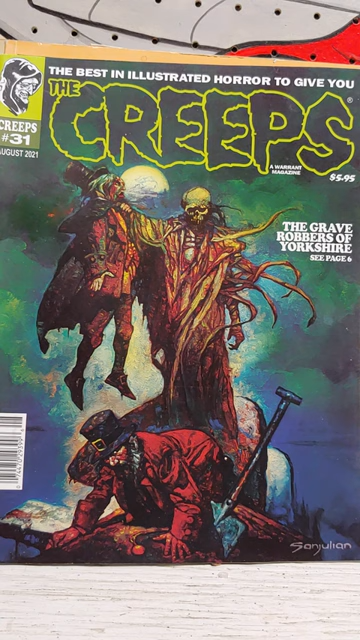 THE BEST IN ILLUSTRATED HORROR TO GIVE YOU
THE
CREEPS®
CREEPS
#31
AUGUST 2021
A WARRANT
MAGAZINE
$5.95
THE GRAVE
ROBBERS OF
YORKSHIRE
SEE PAGE 6
Sanjulian